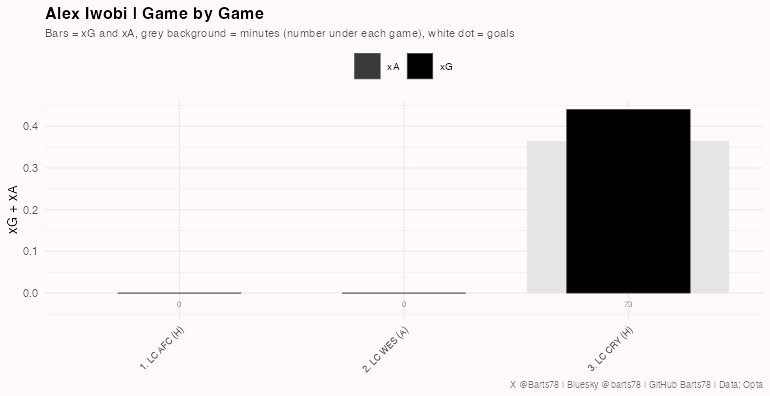 Alex Iwobi | Game by Game
Bars = xG and xA, grey background = minutes (number under each game), white dot = goals
xA xG
xG + xA
0.4
0.3
0.2
0.1
0.0
0 0 73
1. LC AFC (H) 2. LC WES (A) 3. LC CRY (H)
X @Barts78 | Bluesky @barts78 | GitHub Barts78 | Data: Opta